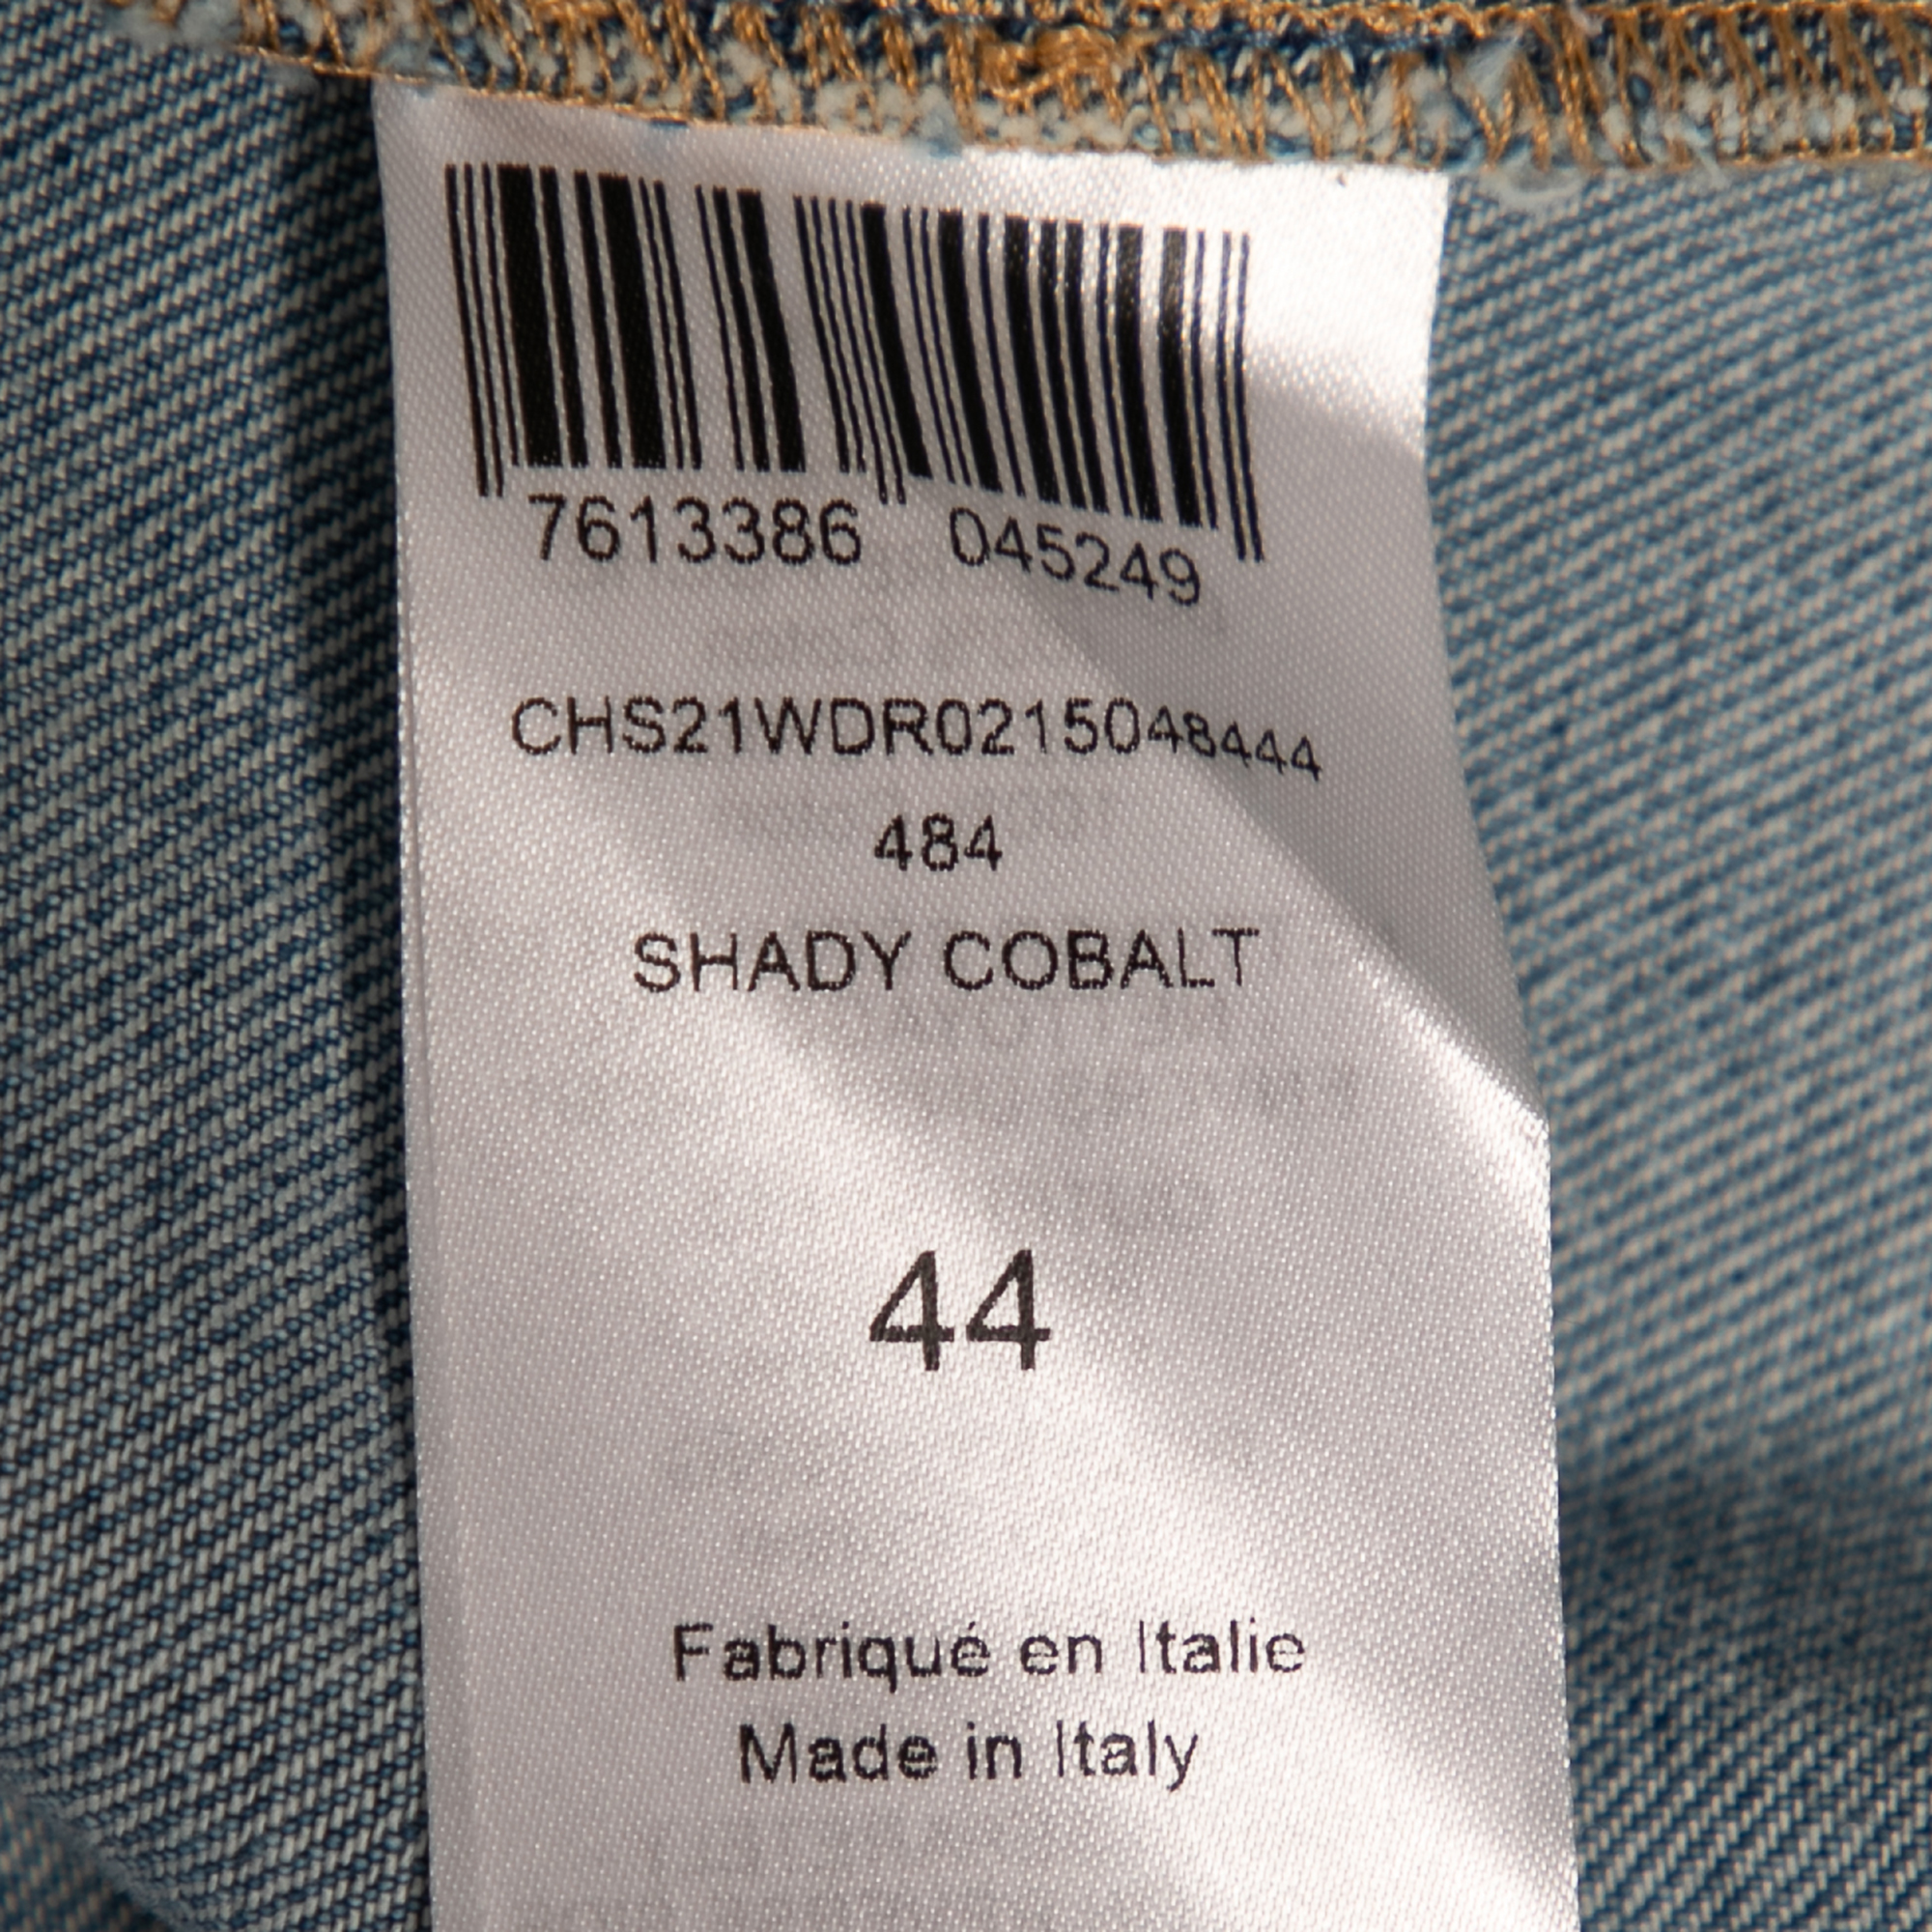 7613386 045249
CHS21WDR0215048444
484
SHADY COBALT
44
Fabriqué en Italie
Made in Italy